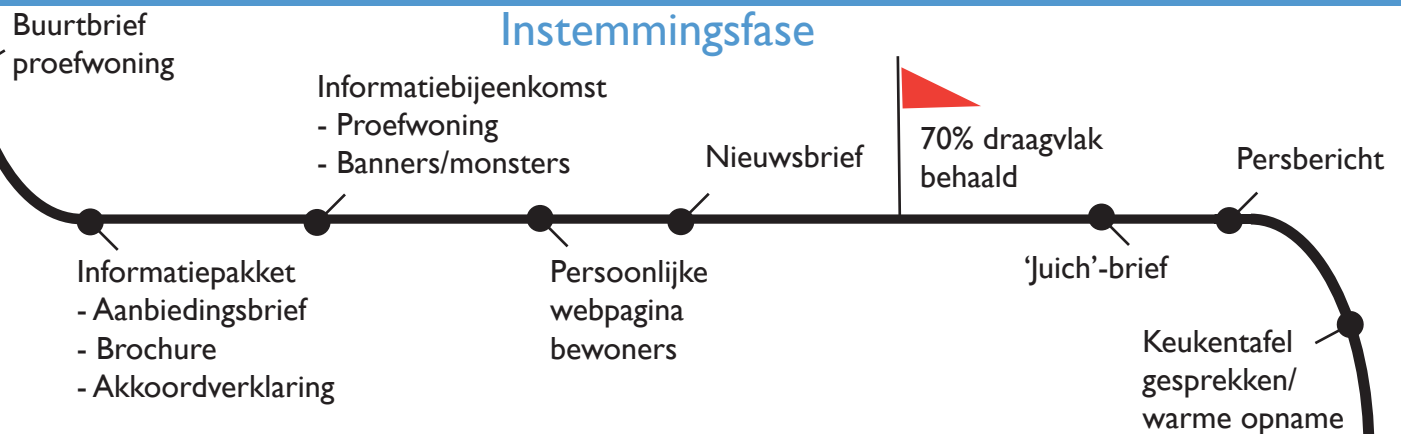 Buurtbrief
proefwoning
Instemmingsfase
Informatiepakket
- Aanbiedingsbrief
- Brochure
- Akkoordverklaring
Informatiebijeenkomst
- Proefwoning
- Banners/monsters
Persoonlijke
webpagina
bewoners
Nieuwsbrief
70% draagvlak
behaald
‘Juich’-brief
Persbericht
Keukentafel
gesprekken/
warme opname